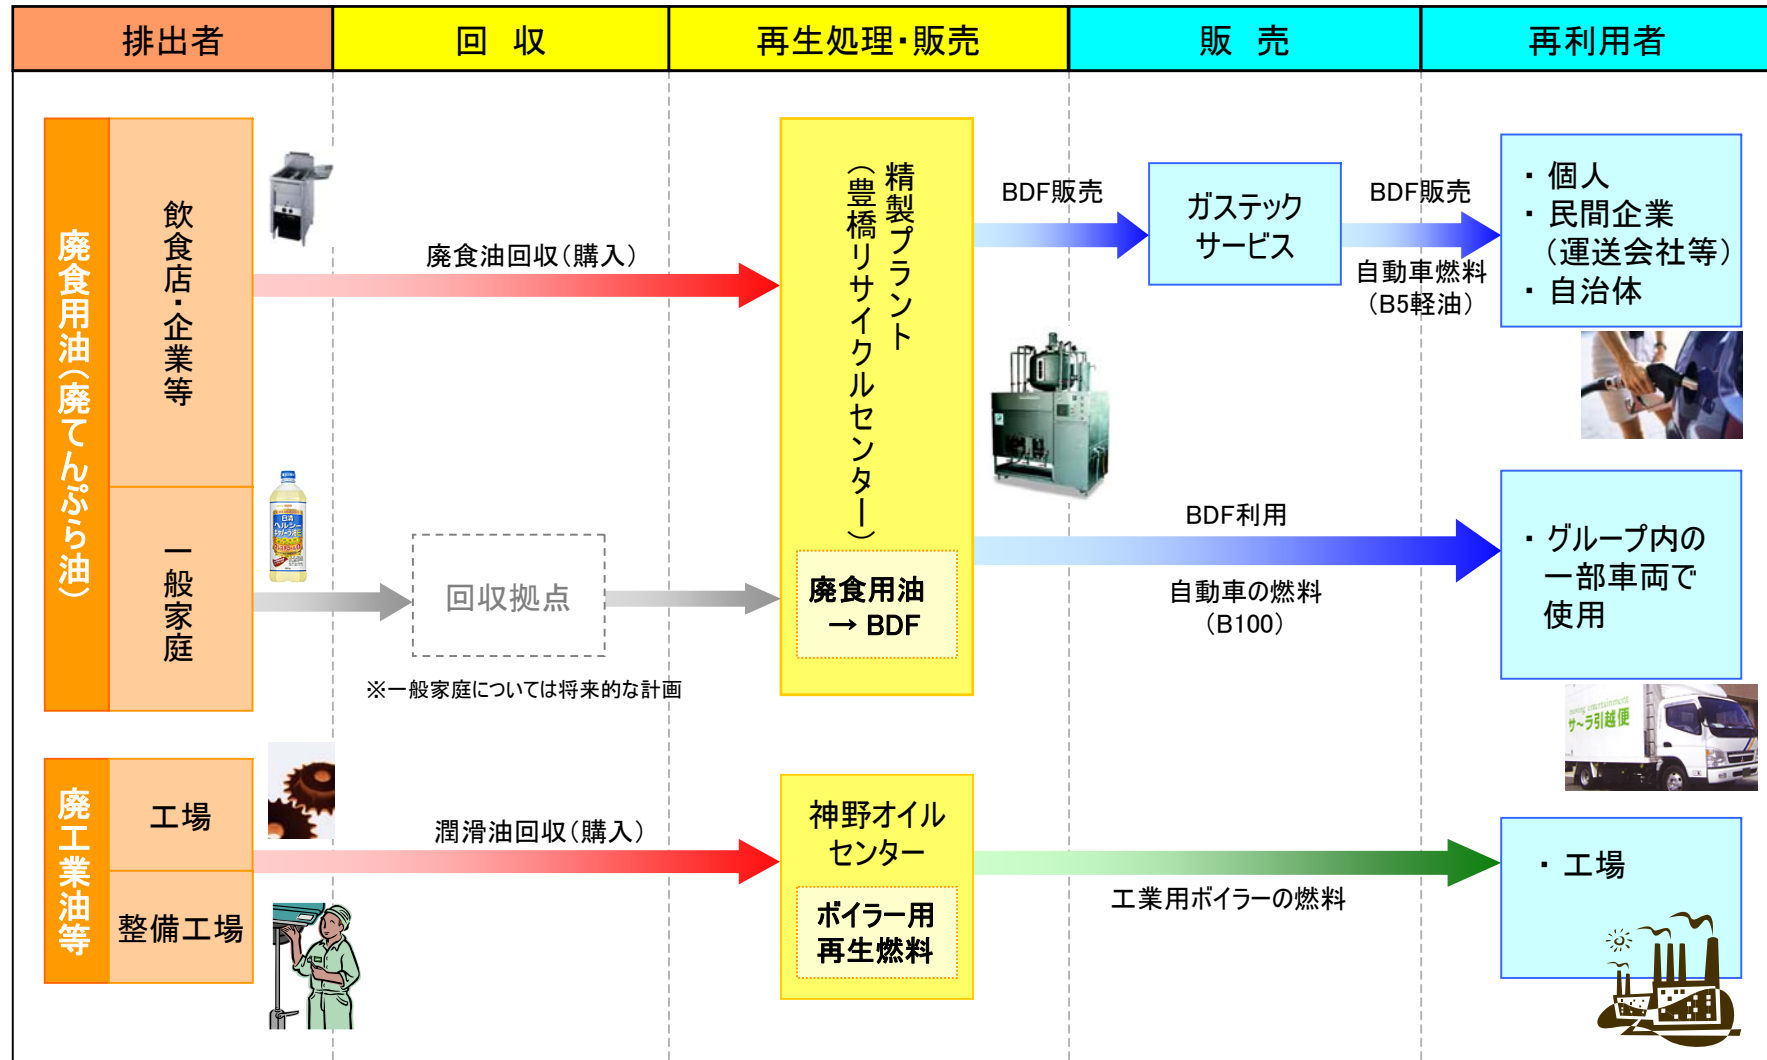 排出者
回　収
再生処理・販売
販　売
再利用者
廃食用油（廃てんぷら油）
飲食店・企業等
一般家庭
廃食油回収（購入）
回収拠点
※一般家庭については将来的な計画
精製プラント
（豊橋リサイクルセンター）
廃食用油
→ BDF
BDF販売
ガステック
サービス
BDF販売
自動車燃料
（B5軽油）
・ 個人
・ 民間企業
（運送会社等）
・ 自治体
BDF利用
自動車の燃料
（B100）
・ グループ内の
一部車両で
使用
日清
ヘルシー
moving entertainment
サ～ラ引越便
廃工業油等
工場
整備工場
潤滑油回収（購入）
神野オイル
センター
ボイラー用
再生燃料
工業用ボイラーの燃料
・ 工場